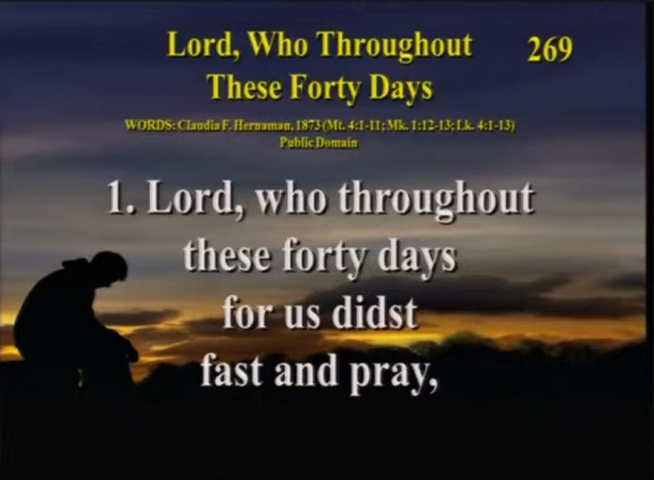 Lord, Who Throughout
269
These Forty Days
WORDS: Claudia F. Hernaman, 1873 (Mt. 4:1-11; Mk. 1:12-13; Lk. 4:1-13)
Public Domain
1. Lord, who throughout
these forty days
for us didst
fast and pray,